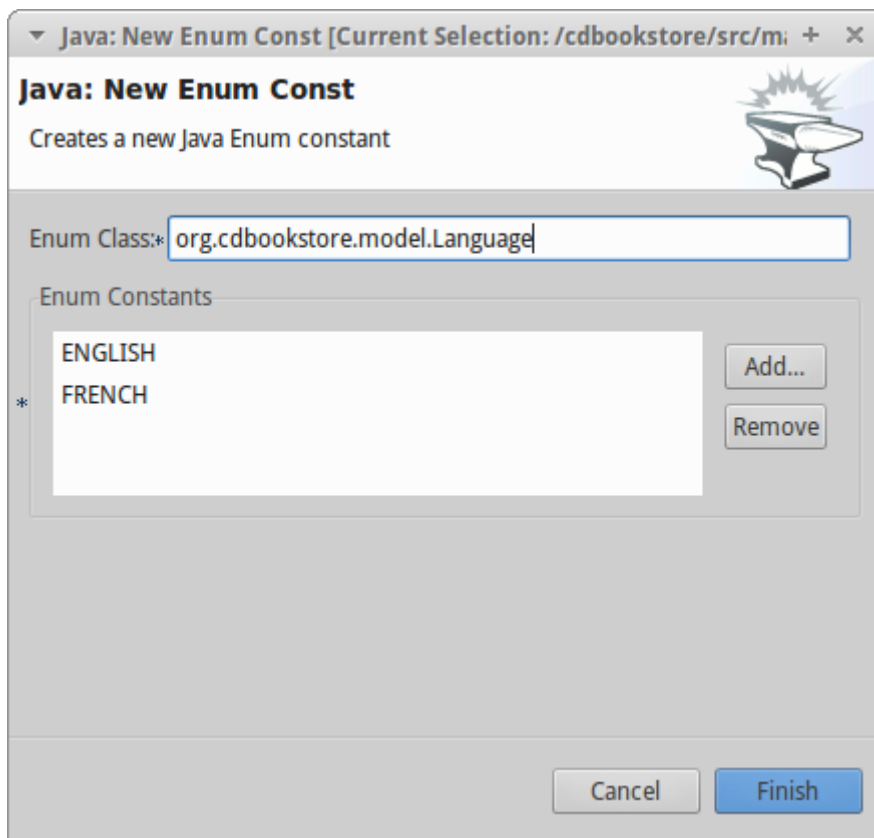 Java: New Enum Const [Current Selection: /cdbookstore/src/ma
Java: New Enum Const
Creates a new Java Enum constant
Enum Class:* org.cdbookstore.model.Language
Enum Constants
ENGLISH
Add...
FRENCH
*
Remove
Cancel
Finish